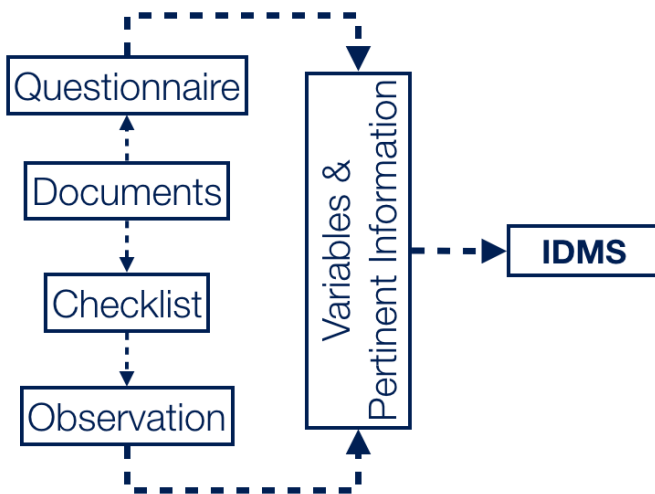 Questionnaire
Documents
Checklist
Observation
Variables &
Pertinent Information
IDMS